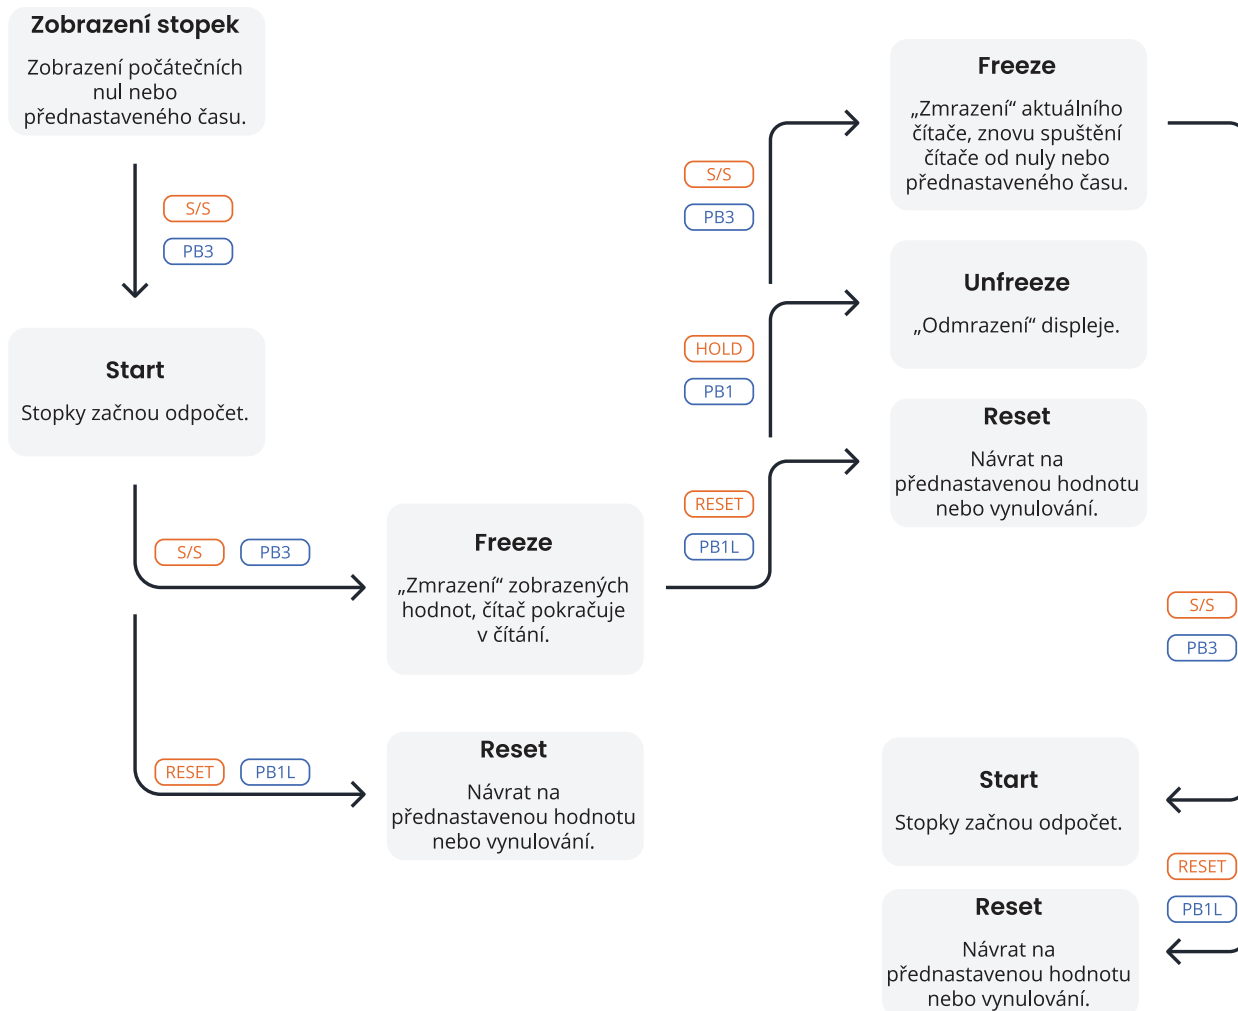 Zobrazení stopek
Zobrazení počátečních
nul nebo
přednastaveného času.
S/S
PB3
Start
Stopky začnou odpočet.
S/S PB3
RESET PB1L
Freeze
„Zmrazení“ zobrazených
hodnot, čítač pokračuje
v čítání.
Reset
Návrat na
přednastavenou hodnotu
nebo vynulování.
S/S
PB3
HOLD
PB1
RESET
PB1L
Freeze
„Zmrazení“ aktuálního
čítače, znovu spuštění
čítače od nuly nebo
přednastaveného času.
Unfreeze
„Odmrazení“ displeje.
Reset
Návrat na
přednastavenou hodnotu
nebo vynulování.
S/S
PB3
Start
Stopky začnou odpočet.
RESET
PB1L
Reset
Návrat na
přednastavenou hodnotu
nebo vynulování.